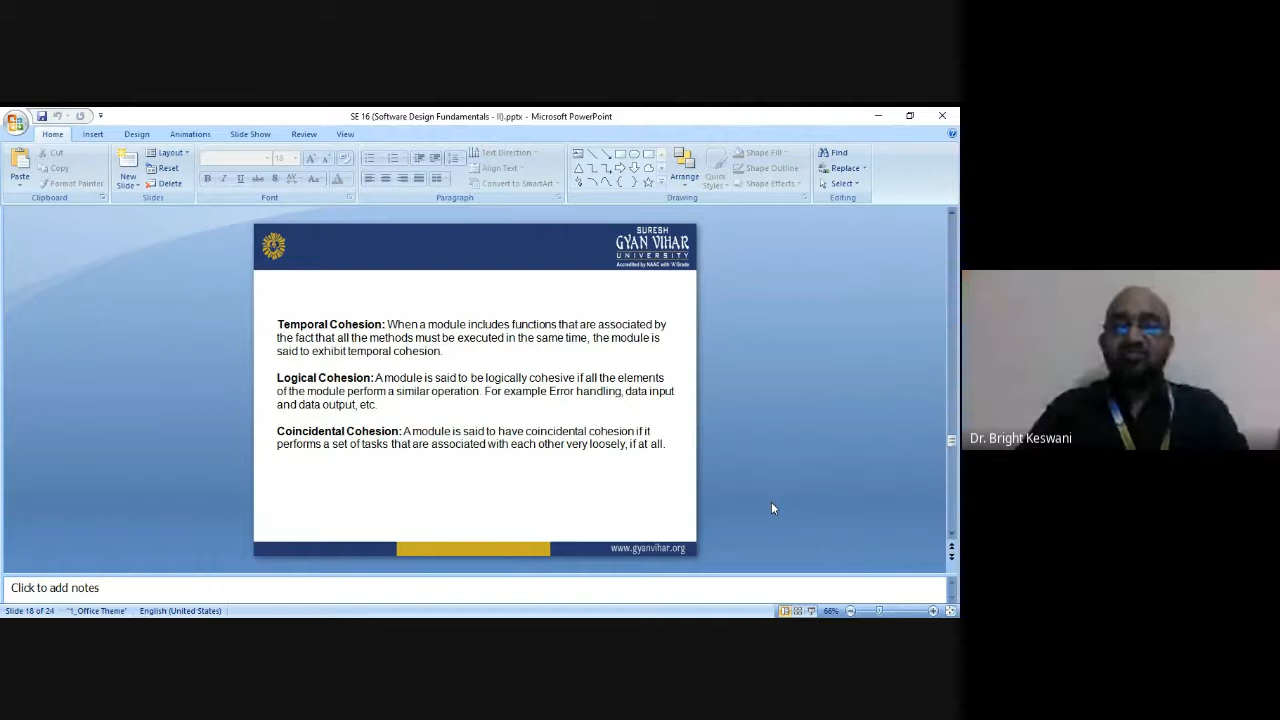 SE 16 (Software Design Fundamentals - II).pptx - Microsoft PowerPoint
Home Insert Design Animations Slide Show Review View
Paste Cut Copy Format Painter Clipboard
New Slide Layout Reset Delete Slides
18 Font
Text Direction Align Text Convert to SmartArt Paragraph
Arrange Quick Styles Shape Fill Shape Outline Shape Effects Drawing
Find Replace Select Editing
SURESH
GYAN VIHAR
UNIVERSITY
Accredited by NAAC with 'A' Grade
Temporal Cohesion: When a module includes functions that are associated by
the fact that all the methods must be executed in the same time, the module is
said to exhibit temporal cohesion.
Logical Cohesion: A module is said to be logically cohesive if all the elements
of the module perform a similar operation. For example Error handling, data input
and data output, etc.
Coincidental Cohesion: A module is said to have coincidental cohesion if it
performs a set of tasks that are associated with each other very loosely, if at all.
www.gyanvihar.org
Dr. Bright Keswani
Click to add notes
Slide 18 of 24 "1_Office Theme" English (United States) 66%